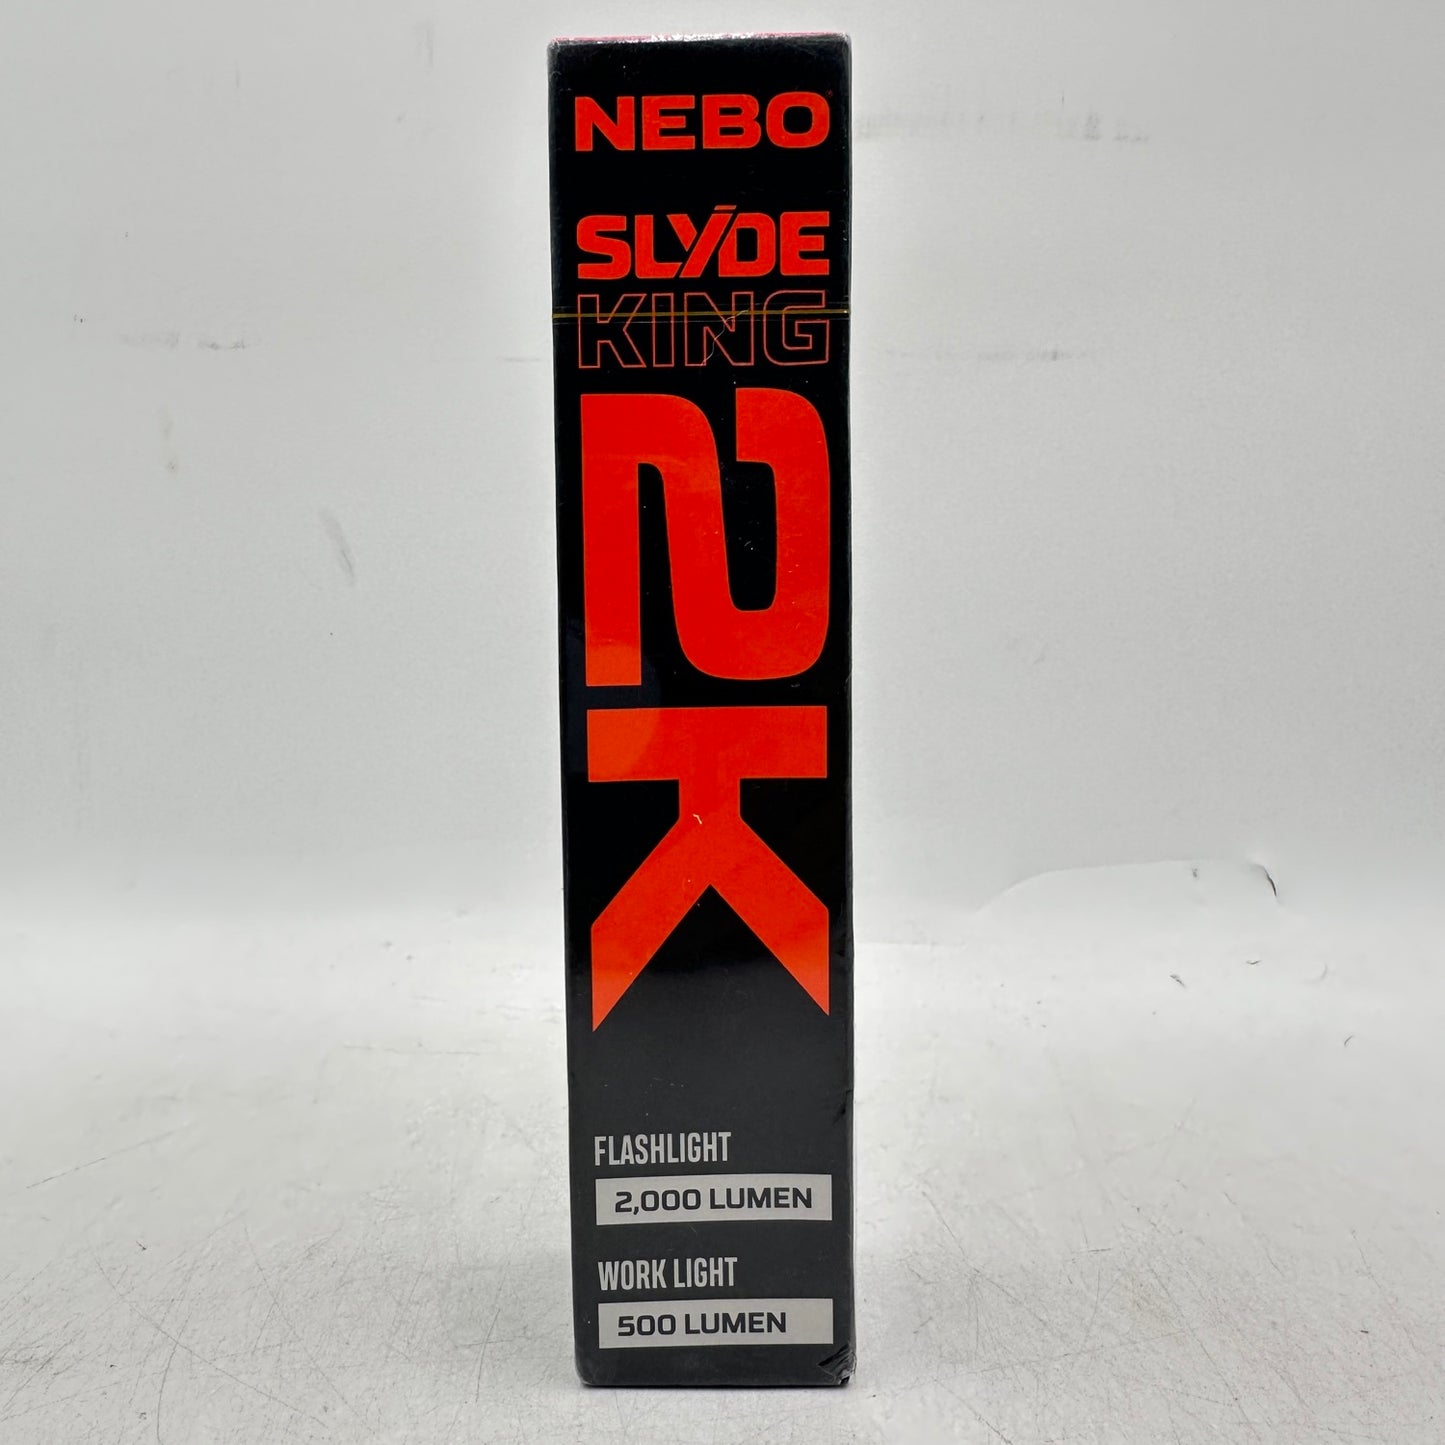 NEBO
SLYDE
KING
2K
FLASHLIGHT
2,000 LUMEN
WORK LIGHT
500 LUMEN